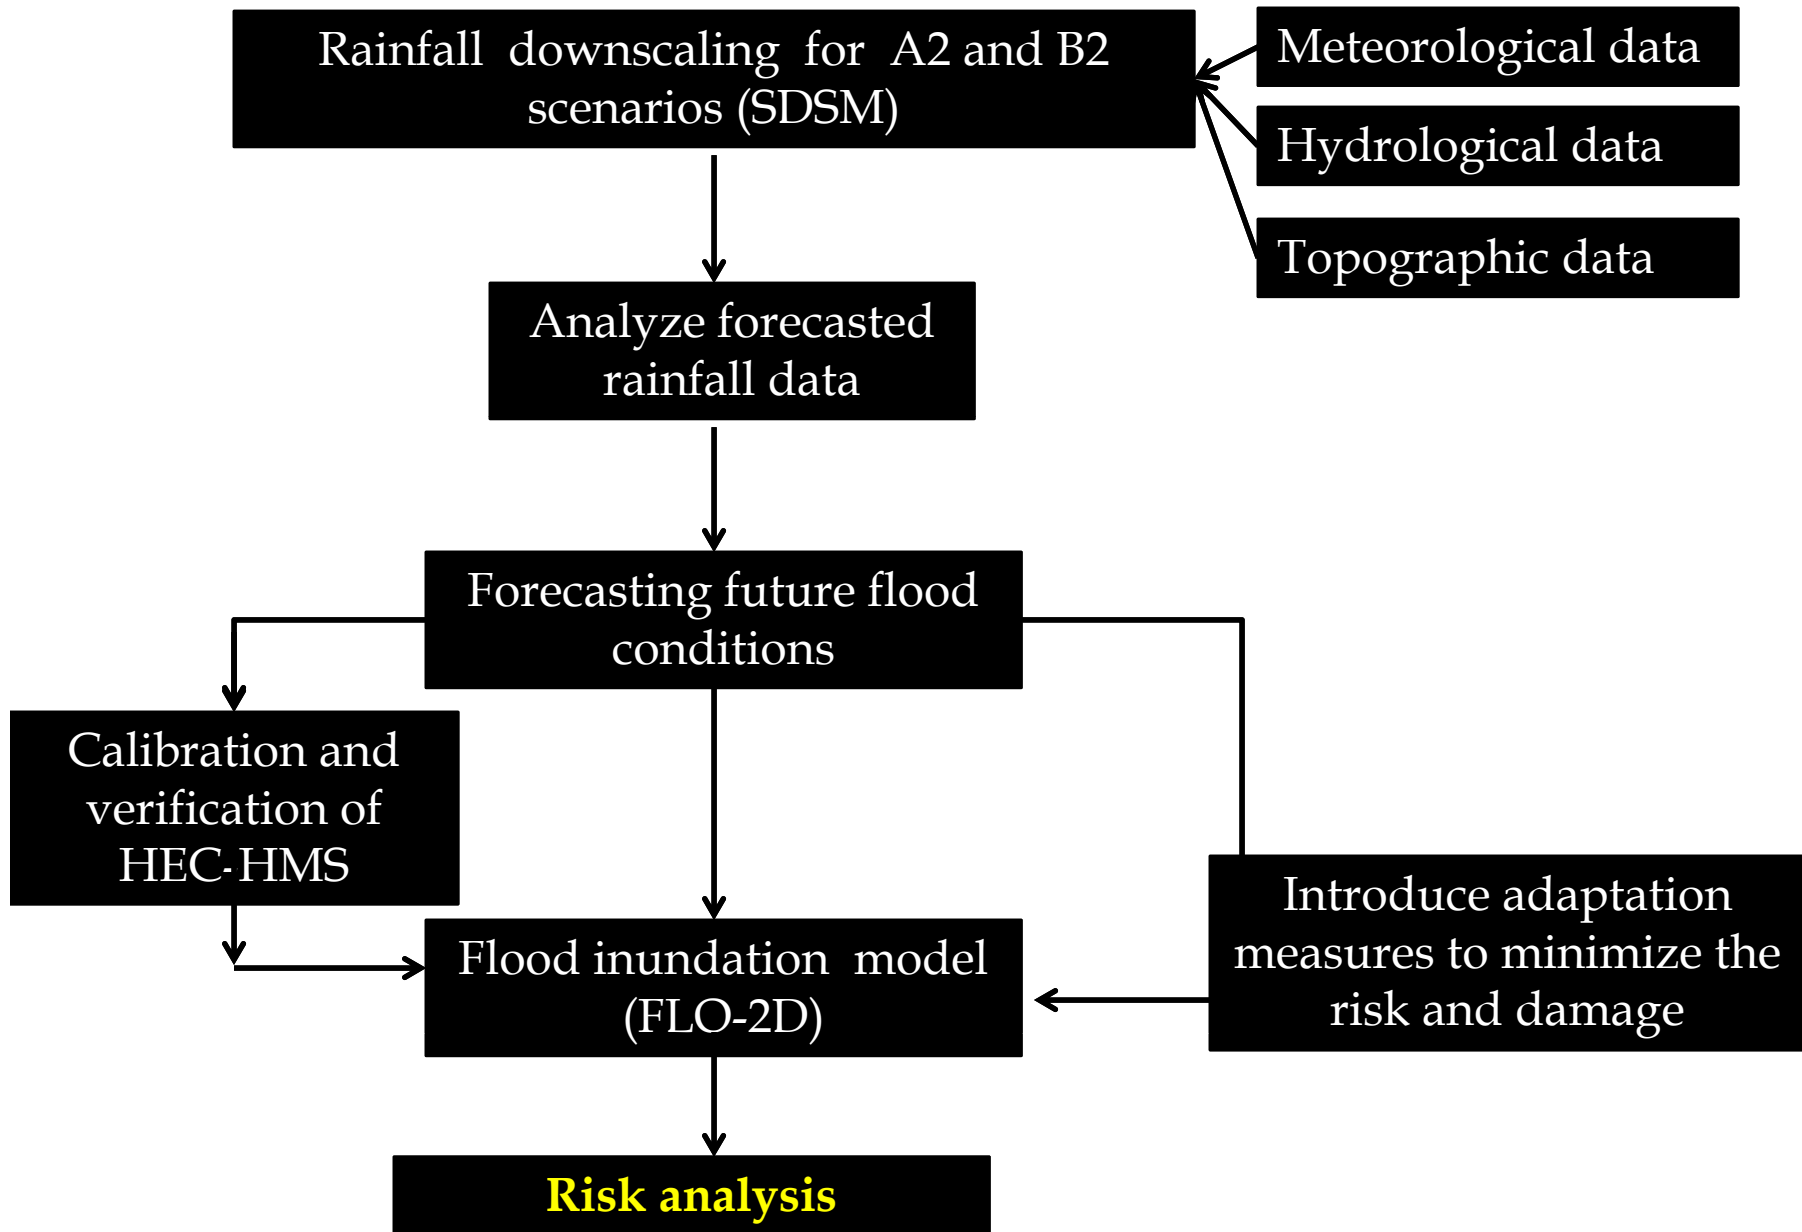 Rainfall downscaling for A2 and B2
scenarios (SDSM)
Meteorological data
Hydrological data
Topographic data
Analyze forecasted
rainfall data
Forecasting future flood
conditions
Calibration and
verification of
HEC-HMS
Flood inundation model
(FLO-2D)
Introduce adaptation
measures to minimize the
risk and damage
Risk analysis